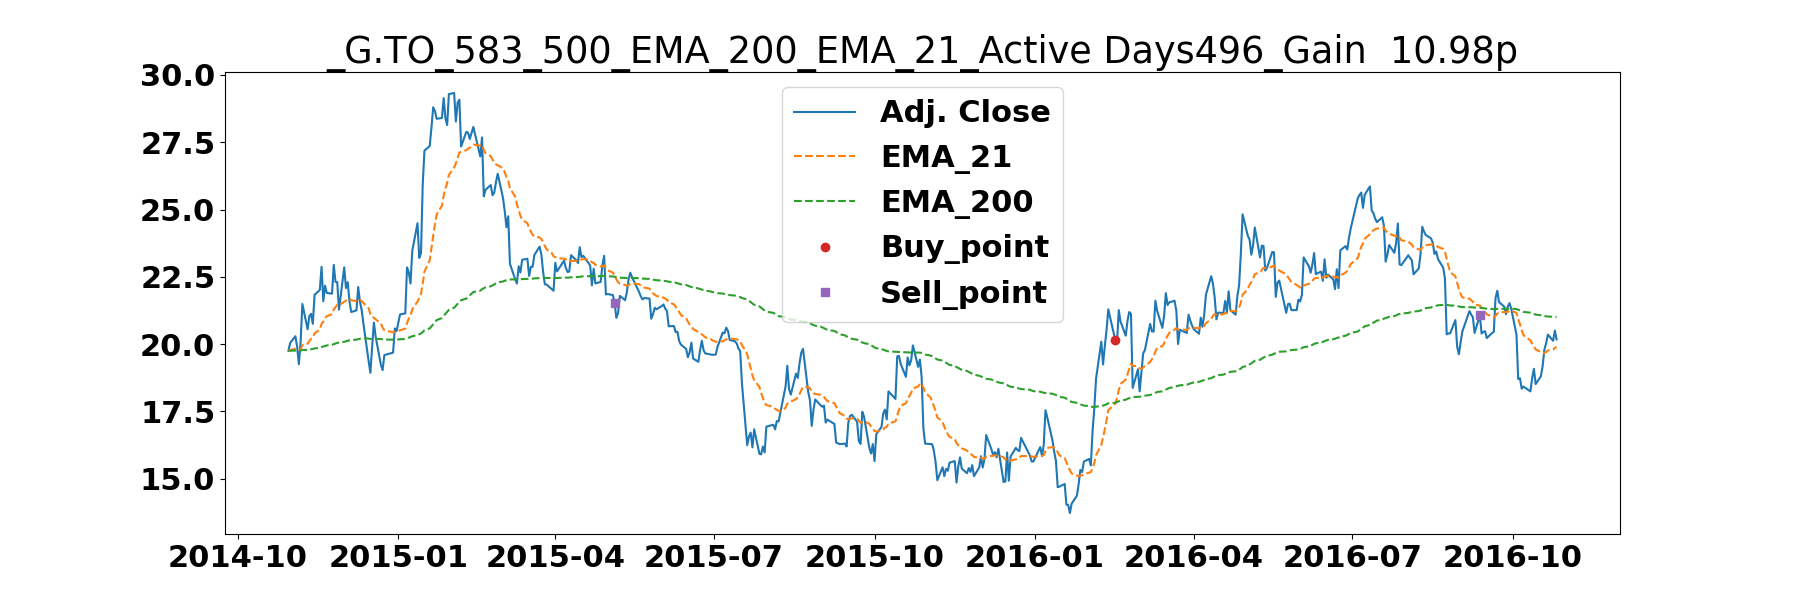 _G.TO_583_500_EMA_200_EMA_21_Active Days496_Gain  10.98p
30.0
27.5
25.0
22.5
20.0
17.5
15.0
Adj. Close
EMA_21
EMA_200
Buy_point
Sell_point
2014-10 2015-01 2015-04 2015-07 2015-10 2016-01 2016-04 2016-07 2016-10